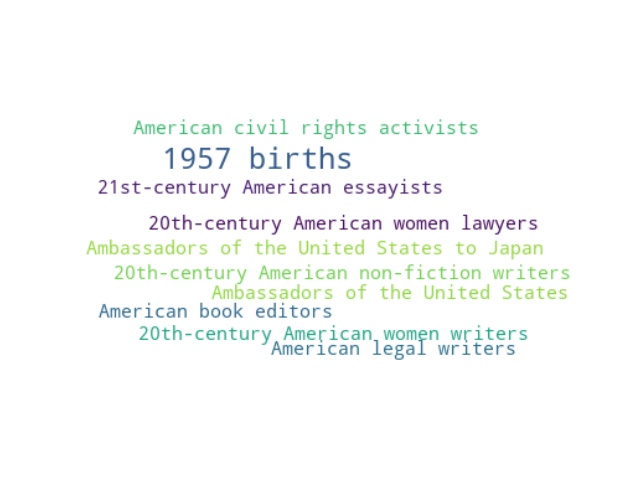 American civil rights activists
1957 births
21st-century American essayists
20th-century American women lawyers
Ambassadors of the United States to Japan
20th-century American non-fiction writers
Ambassadors of the United States
American book editors
20th-century American women writers
American legal writers